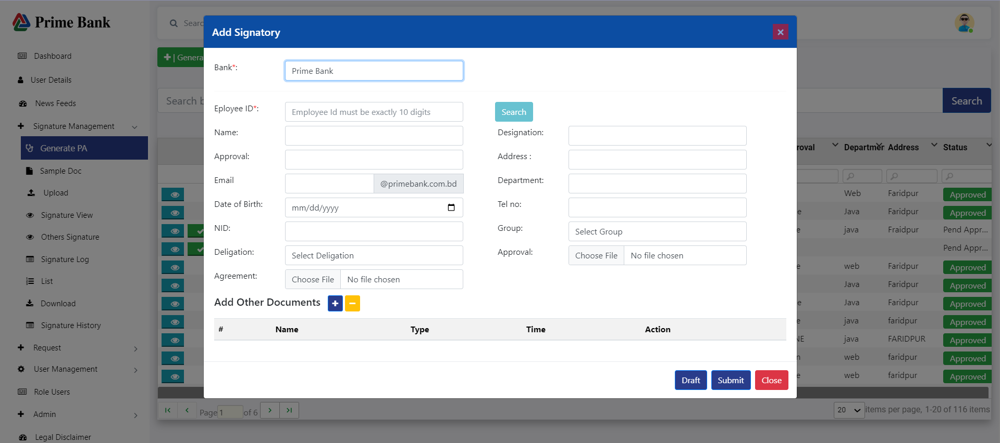 Prime Bank
Dashboard
User Details
News Feeds
Signature Management
Generate PA
Sample Doc
Upload
Signature View
Others Signature
Signature Log
List
Download
Signature History
Request
User Management
Role Users
Admin
Legal Disclaimer
Sear
| Genera
Search b
Search
Add Signatory
Bank*:
Prime Bank
Eployee ID*:
Employee Id must be exactly 10 digits
Search
Name:
Designation:
Approval:
Address :
Email
@primebank.com.bd
Department:
Date of Birth:
mm/dd/yyyy
Tel no:
NID:
Group:
Select Group
Deligation:
Select Deligation
Approval:
Choose File
No file chosen
Agreement:
Choose File
No file chosen
Add Other Documents
# Name Type Time Action
Draft
Submit
Close
roval Departmen Address Status
Web Faridpur Approved
e Java Faridpur Approved
e java Fraidpur Pend Appr...
Pend Appr...
e web Faridpur Approved
Java Faridpur Approved
e Java Faridpur Approved
e java faridpur Approved
NE java FARIDPUR Approved
n web faridpur Approved
e web faridpur Approved
Page 1 of 6
20 items per page, 1-20 of 116 items